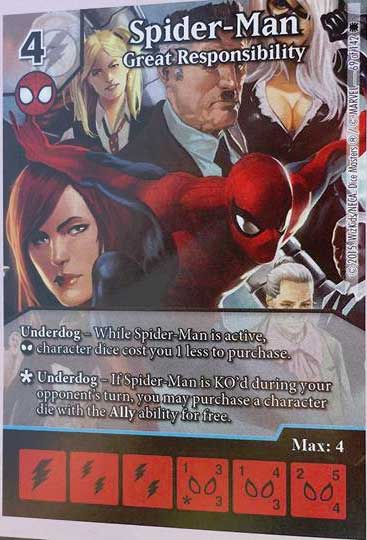 4
Spider-Man
Great Responsibility
Underdog – While Spider-Man is active,
character dice cost you 1 less to purchase.
* Underdog – If Spider-Man is KO'd during your
opponent's turn, you may purchase a character
die with the Ally ability for free.
Max: 4
1 3
* 3
1 4
3
2 5
4
© 2015 WizKids/NECA Dice Masters ® / © MARVEL 69 of 142